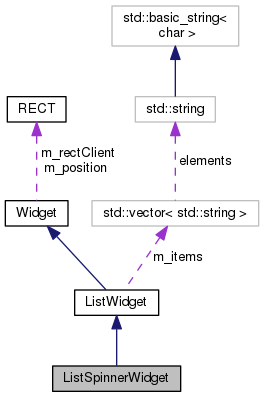 std::basic_string<
char >
RECT
std::string
m_rectClient
m_position
elements
Widget
std::vector< std::string >
m_items
ListWidget
ListSpinnerWidget